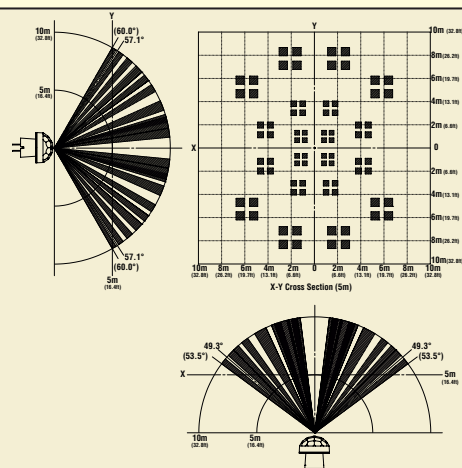 Y
10m
(32.8ft)
(60.0°)
57.1°
5m
(16.4ft)
57.1°
(60.0°)
5m
(16.4ft)
Y
10m (32.8ft)
8m(26.2ft)
6m(19.7ft)
4m(13.1ft)
2m(6.6ft)
X
0
2m(6.6ft)
4m(13.1ft)
6m(19.7ft)
8m(26.2ft)
10m(32.8ft)
10m 8m 6m 4m 2m 0 2m 4m 6m 8m 10m
(32.8ft) (26.2ft) (19.7ft) (13.1ft) (6.6ft) (6.6ft) (13.1ft) (19.7ft) (26.2ft) (32.8ft)
X-Y Cross Section (5m)
49.3°
(53.5°)
49.3°
(53.5°)
X
5m
(16.4ft)
10m
(32.8ft)
5m
(16.4ft)